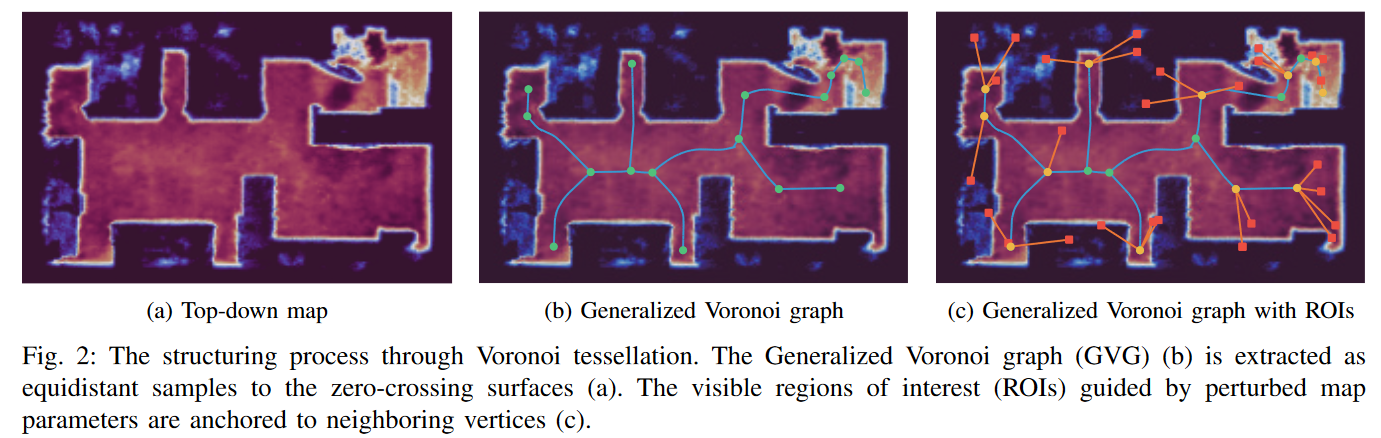 (a) Top-down map
(b) Generalized Voronoi graph
(c) Generalized Voronoi graph with ROIs
Fig. 2: The structuring process through Voronoi tessellation. The Generalized Voronoi graph (GVG) (b) is extracted as
equidistant samples to the zero-crossing surfaces (a). The visible regions of interest (ROIs) guided by perturbed map
parameters are anchored to neighboring vertices (c).